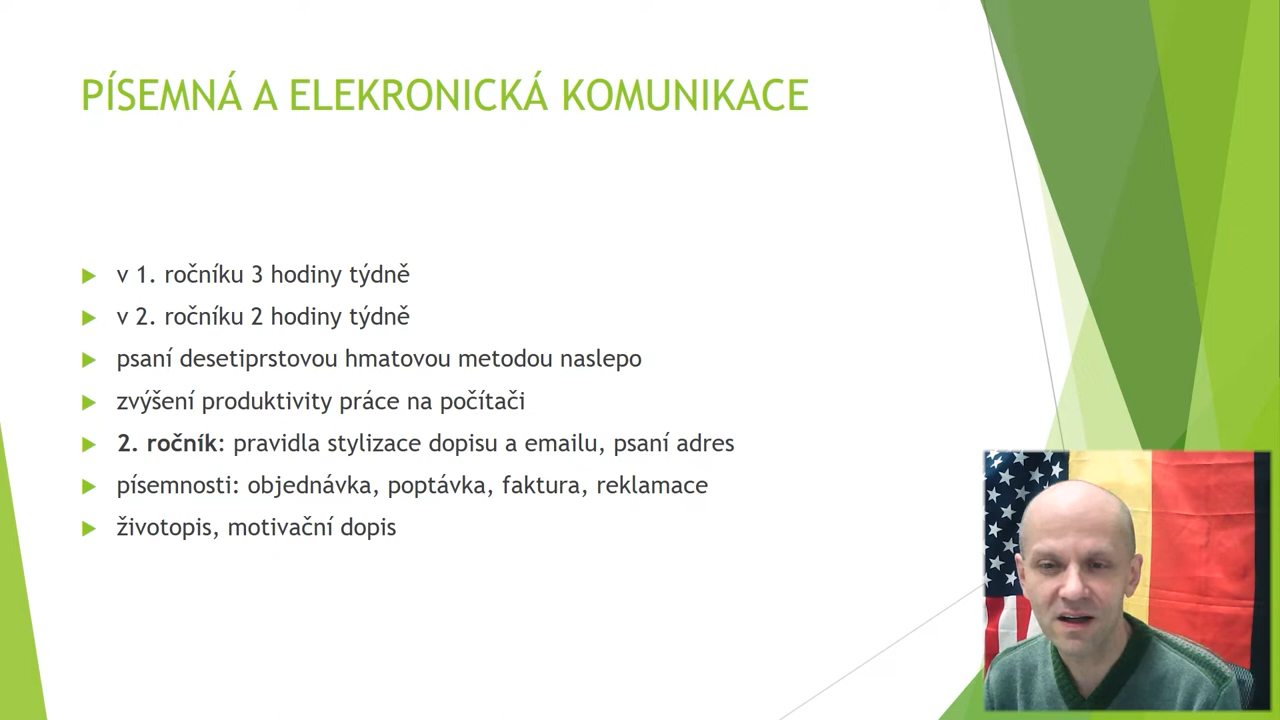 PÍSEMNÁ A ELEKRONICKÁ KOMUNIKACE
v 1. ročníku 3 hodiny týdně
v 2. ročníku 2 hodiny týdně
psaní desetiprstovou hmatovou metodou naslepo
zvýšení produktivity práce na počítači
2. ročník: pravidla stylizace dopisu a emailu, psaní adres
písemnosti: objednávka, poptávka, faktura, reklamace
životopis, motivační dopis